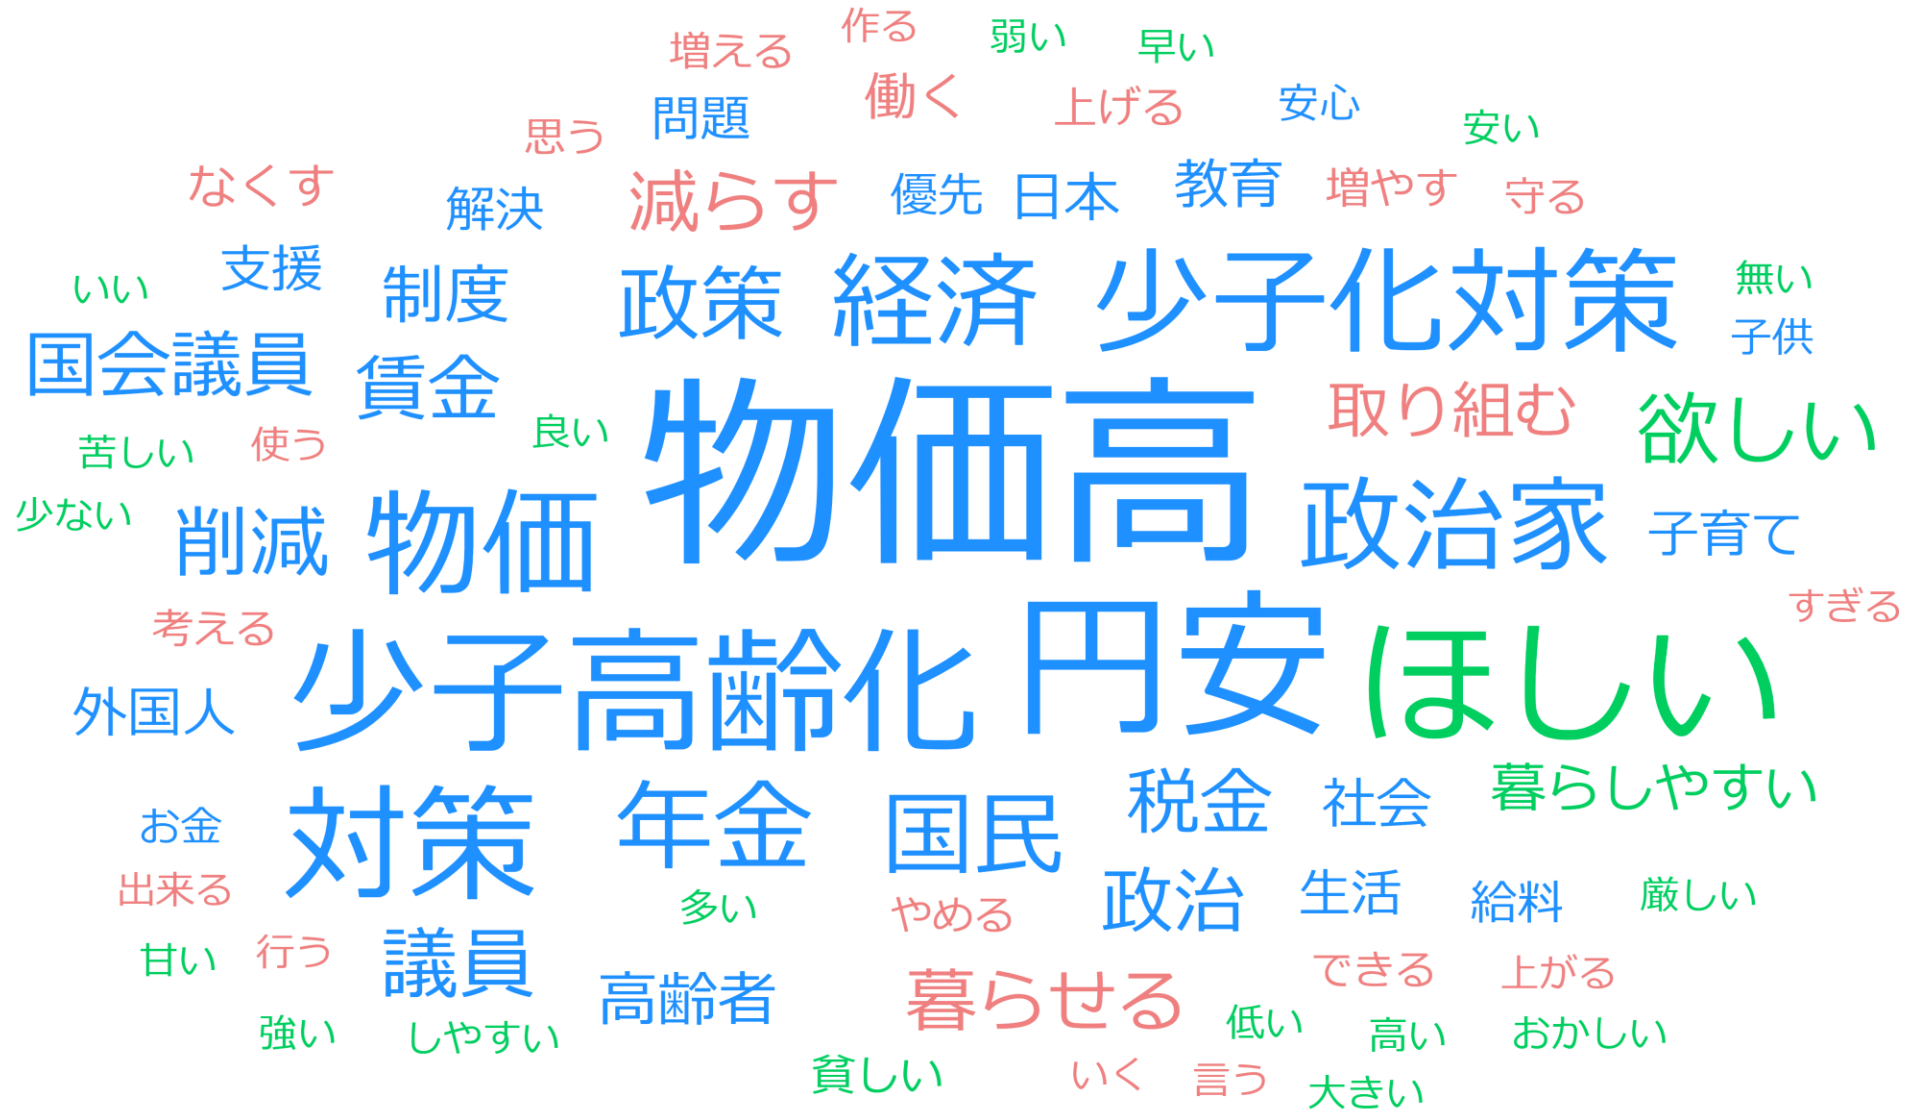 作る
弱い
早い
増える
働く
上げる
安心
問題
思う
安い
なくす
解決
減らす
優先
日本
教育
増やす
守る
支援
制度
政策
経済
少子化対策
無い
いい
国会議員
賃金
物価高
取り組む
欲しい
子供
苦しい
使う
良い
少ない
削減
物価
政治家
子育て
考える
少子高齢化
円安
ほしい
すぎる
外国人
対策
年金
国民
税金
社会
暮らしやすい
お金
出来る
多い
やめる
政治
生活
給料
厳しい
甘い
行う
議員
高齢者
暮らせる
できる
上がる
強い
しやすい
低い
高い
おかしい
貧しい
いく
言う
大きい